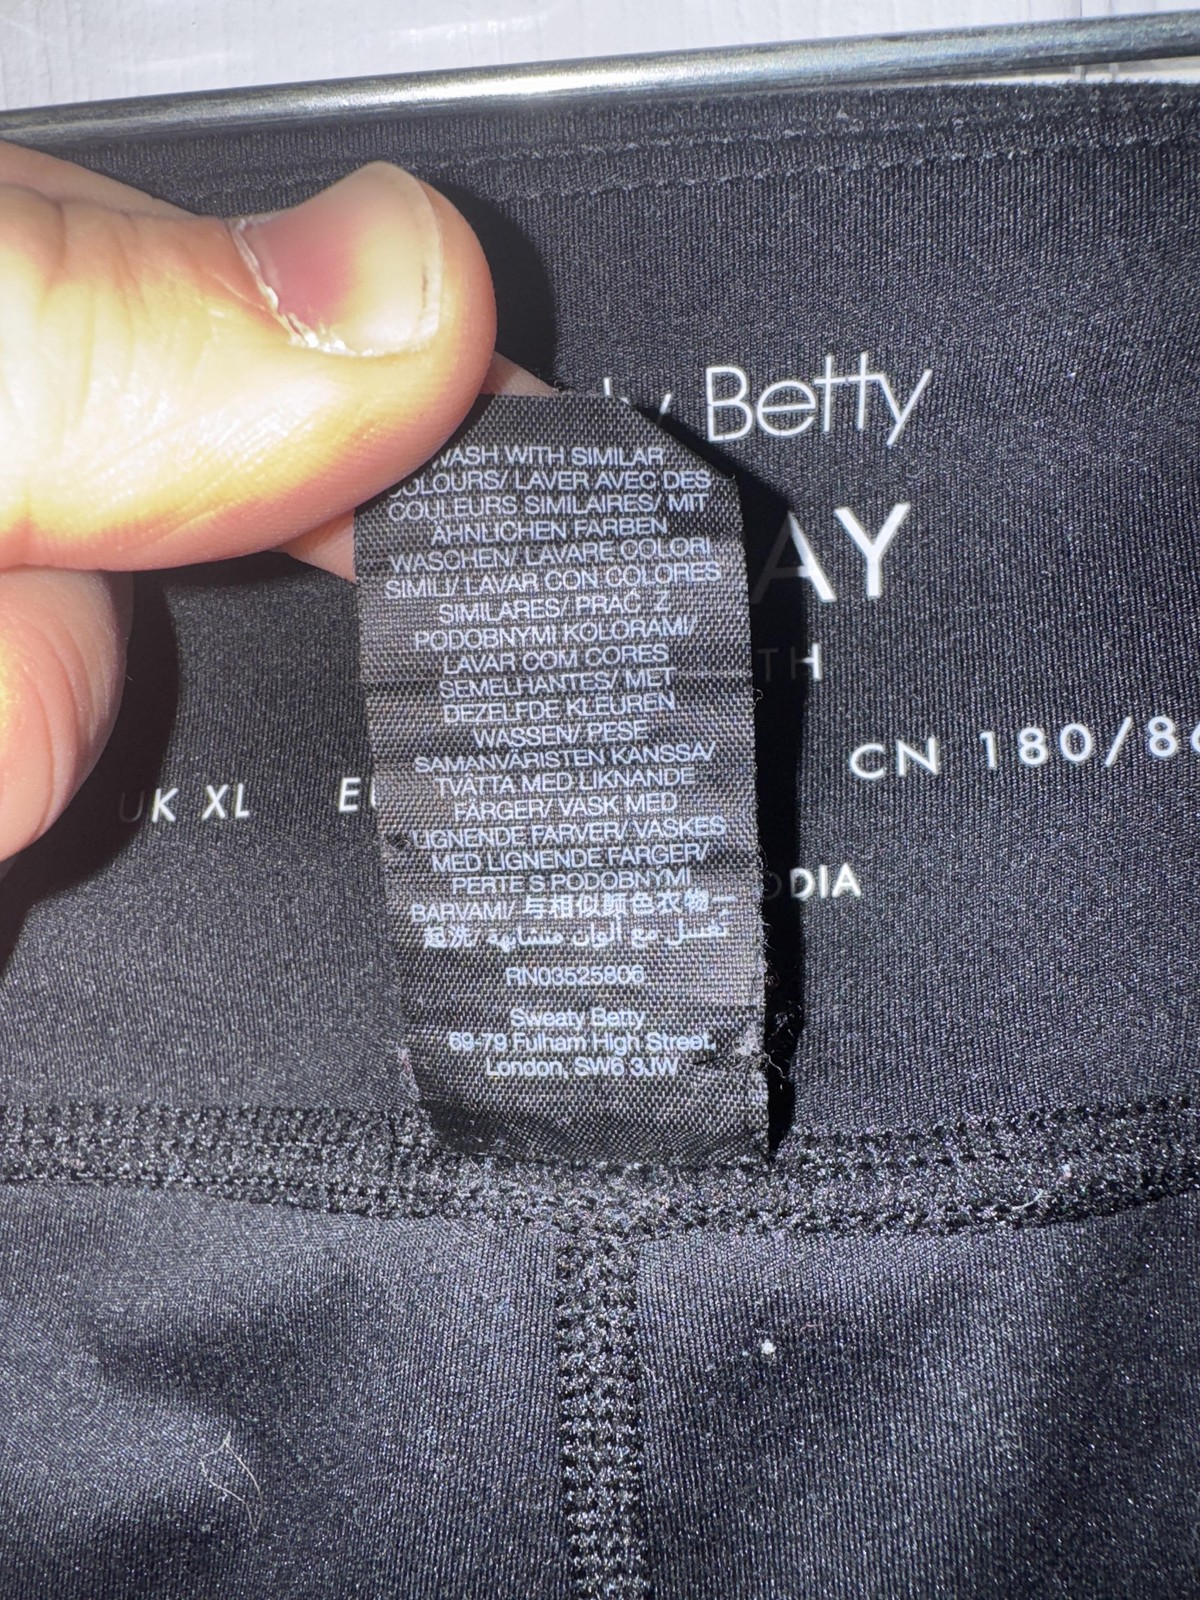 Betty
AY
TH
UK XL
CN 180/8
DIA
WASH WITH SIMILAR
COLOURS/ LAVER AVEC DES
COULEURS SIMILAIRES/ MIT
ÄHNLICHEN FARBEN
WASCHEN/ LAVARE COLORI
SIMILI/ LAVAR CON COLORES
SIMILARES/ PRAĆ Z
PODOBNYMI KOLORAMI/
LAVAR COM CORES
SEMELHANTES/ MET
DEZELFDE KLEUREN
WASSEN/ PESE
SAMANVÄRISTEN KANSSA/
TVÄTTA MED LIKNANDE
FÄRGER/ VASK MED
LIGNENDE FARVER/ VASKES
MED LIGNENDE FARGER/
PERTE S PODOBNÝMI
BARVAMI/ 与相似颜色衣物一
起洗/ تغسل مع ألوان متشابهة
RN03525806
Sweaty Betty
69-79 Fulham High Street,
London, SW6 3JW